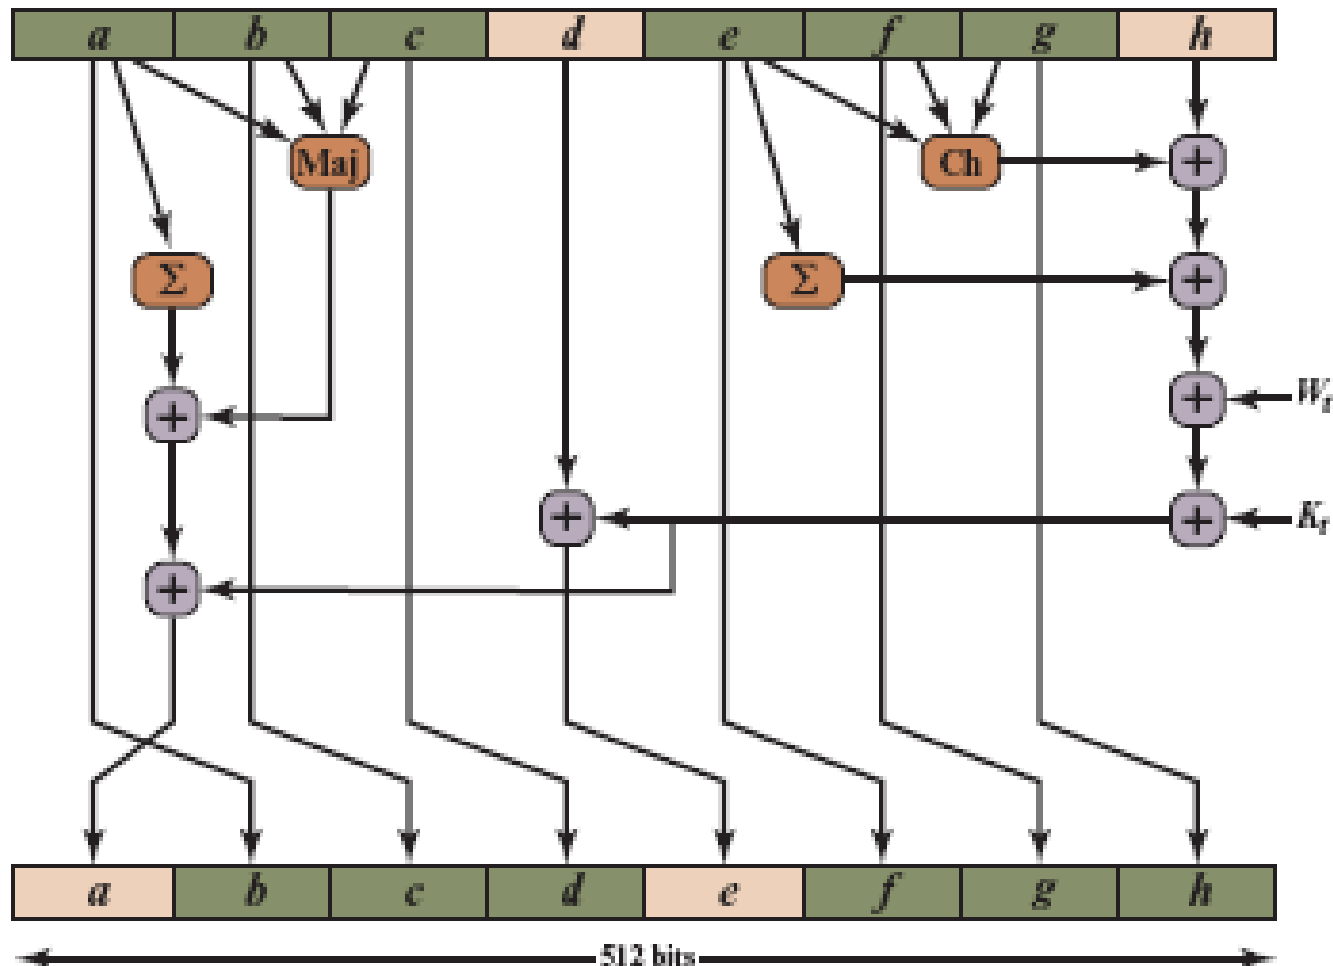 a b c d e f g h
Maj Ch +
Σ Σ +
+ + Wt
+ + Kt
+
a b c d e f g h
512 bits